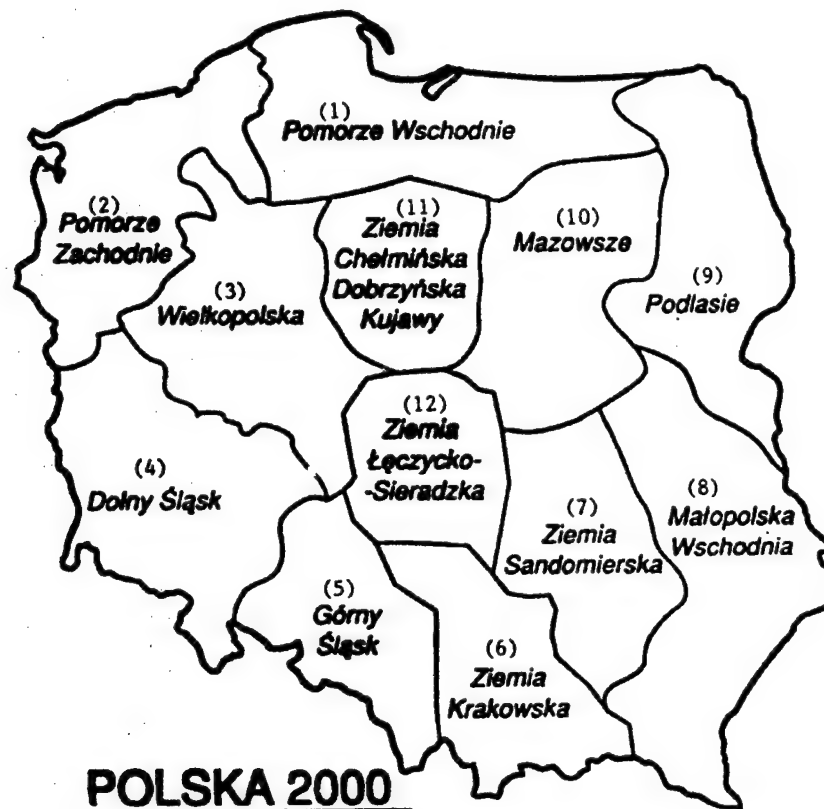 (1)
Pomorze Wschodnie
(2)
Pomorze
Zachodnie
(3)
Wielkopolska
(11)
Ziemia
Chełmińska
Dobrzyńska
Kujawy
(10)
Mazowsze
(9)
Podlasie
(4)
Dolny Śląsk
(12)
Ziemia
Łęczycko-
-Sieradzka
(7)
Ziemia
Sandomierska
(8)
Małopolska
Wschodnia
(5)
Górny
Śląsk
(6)
Ziemia
Krakowska
POLSKA 2000